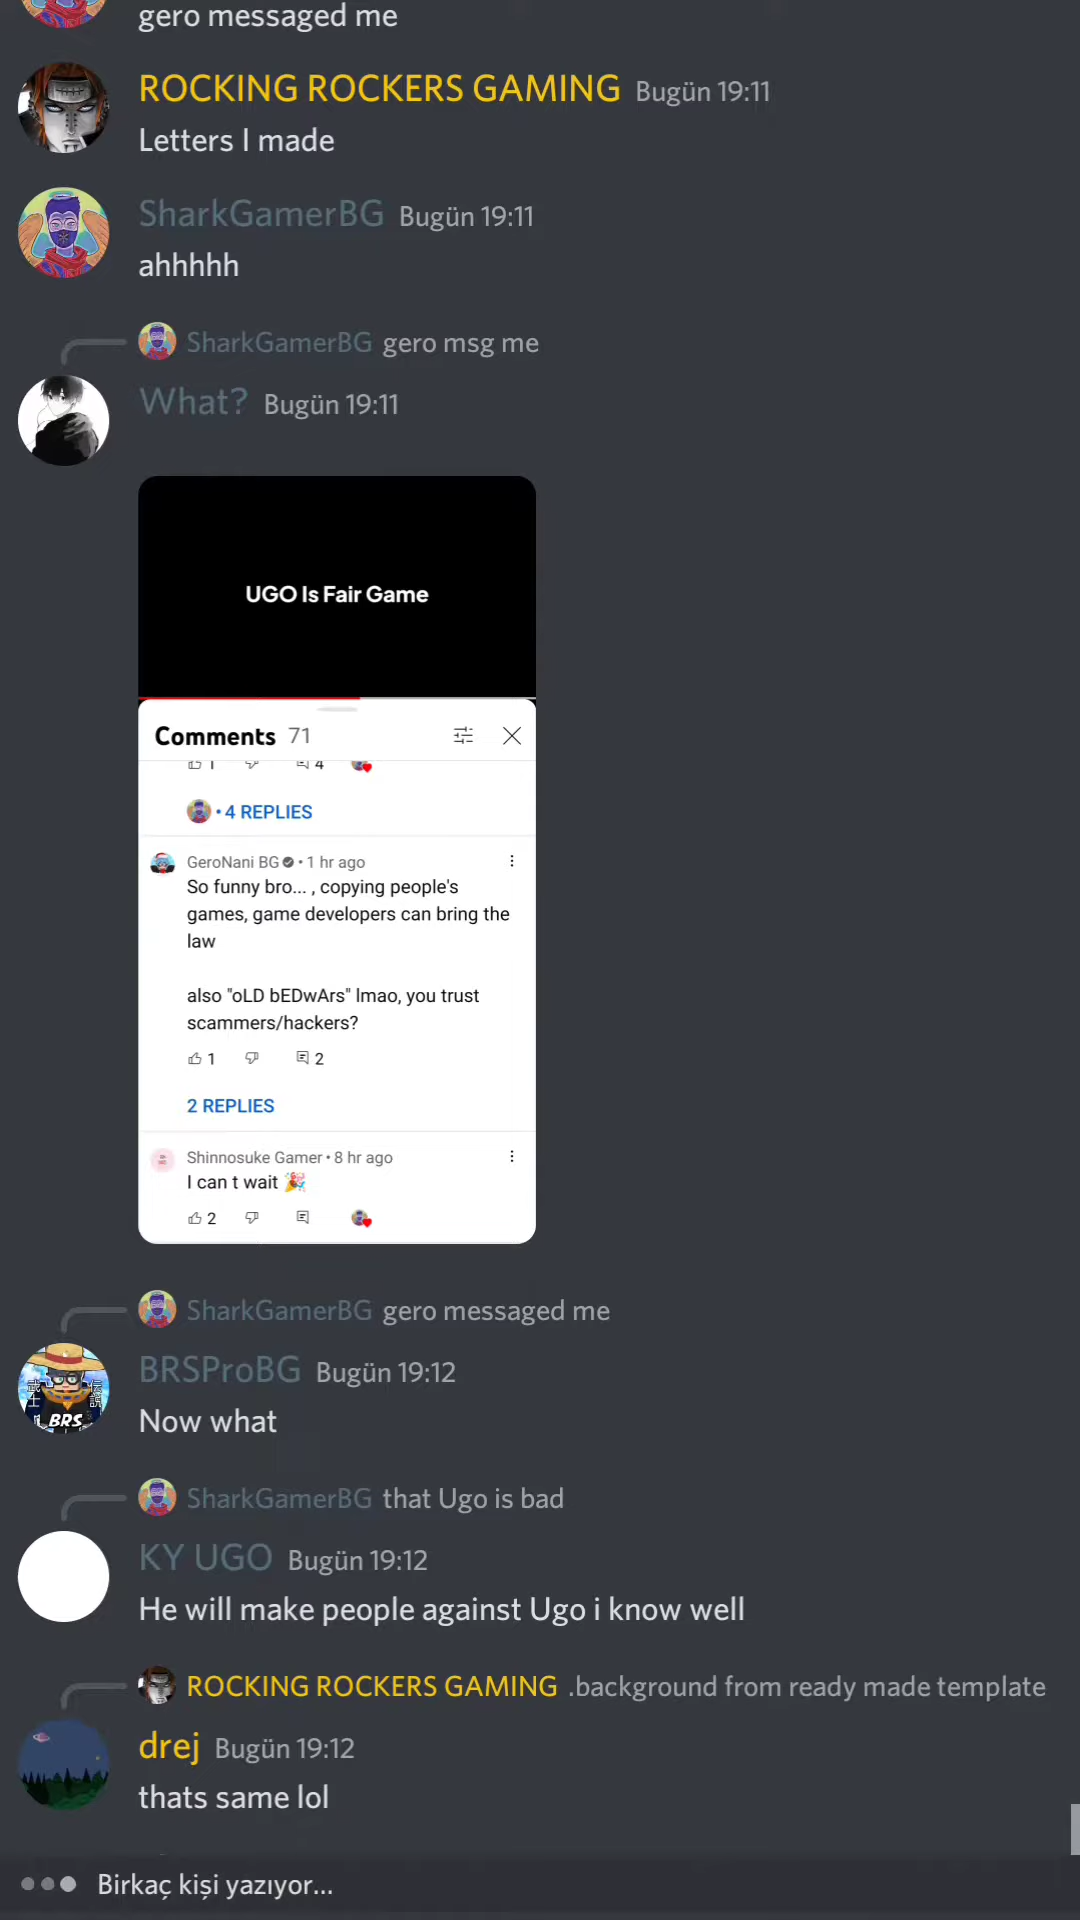 gero messaged me
ROCKING ROCKERS GAMING Bugün 19:11
Letters I made
SharkGamerBG Bugün 19:11
ahhhhh
SharkGamerBG gero msg me
What? Bugün 19:11
UGO Is Fair Game
Comments 71
1 4
• 4 REPLIES
GeroNani BG • 1 hr ago
So funny bro... , copying people's
games, game developers can bring the
law
also "oLD bEDwArs" lmao, you trust
scammers/hackers?
1 2
2 REPLIES
Shinnosuke Gamer • 8 hr ago
I can t wait 🎉
2
SharkGamerBG gero messaged me
BRSProBG Bugün 19:12
BRS
Now what
SharkGamerBG that Ugo is bad
KY UGO Bugün 19:12
He will make people against Ugo i know well
ROCKING ROCKERS GAMING .background from ready made template
drej Bugün 19:12
thats same lol
Birkaç kişi yazıyor...